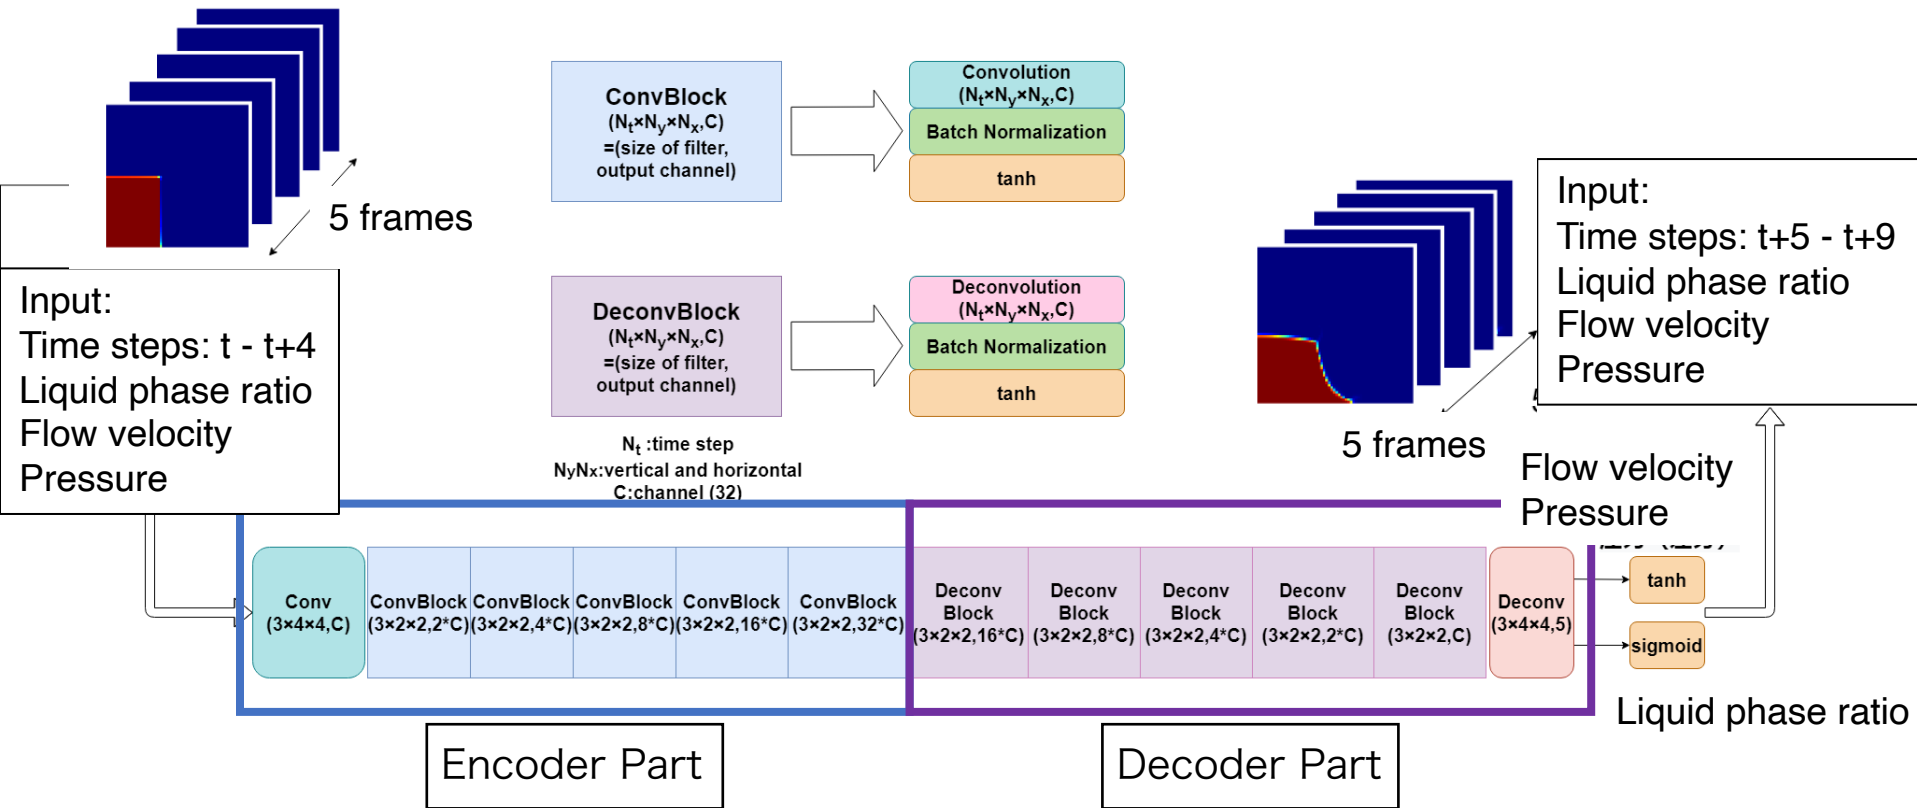 5 frames
Input:
Time steps: t - t+4
Liquid phase ratio
Flow velocity
Pressure
ConvBlock
(Nt×Ny×Nx,C)
=(size of filter,
output channel)
Convolution
(Nt×Ny×Nx,C)
Batch Normalization
tanh
DeconvBlock
(Nt×Ny×Nx,C)
=(size of filter,
output channel)
Deconvolution
(Nt×Ny×Nx,C)
Batch Normalization
tanh
Nt :time step
NyNx:vertical and horizontal
C:channel (32)
5 frames
Input:
Time steps: t+5 - t+9
Liquid phase ratio
Flow velocity
Pressure
Flow velocity
Pressure
Conv
(3×4×4,C)
ConvBlock
(3×2×2,2*C)
ConvBlock
(3×2×2,4*C)
ConvBlock
(3×2×2,8*C)
ConvBlock
(3×2×2,16*C)
ConvBlock
(3×2×2,32*C)
Deconv
Block
(3×2×2,16*C)
Deconv
Block
(3×2×2,8*C)
Deconv
Block
(3×2×2,4*C)
Deconv
Block
(3×2×2,2*C)
Deconv
Block
(3×2×2,C)
Deconv
(3×4×4,5)
tanh
sigmoid
Liquid phase ratio
Encoder Part
Decoder Part